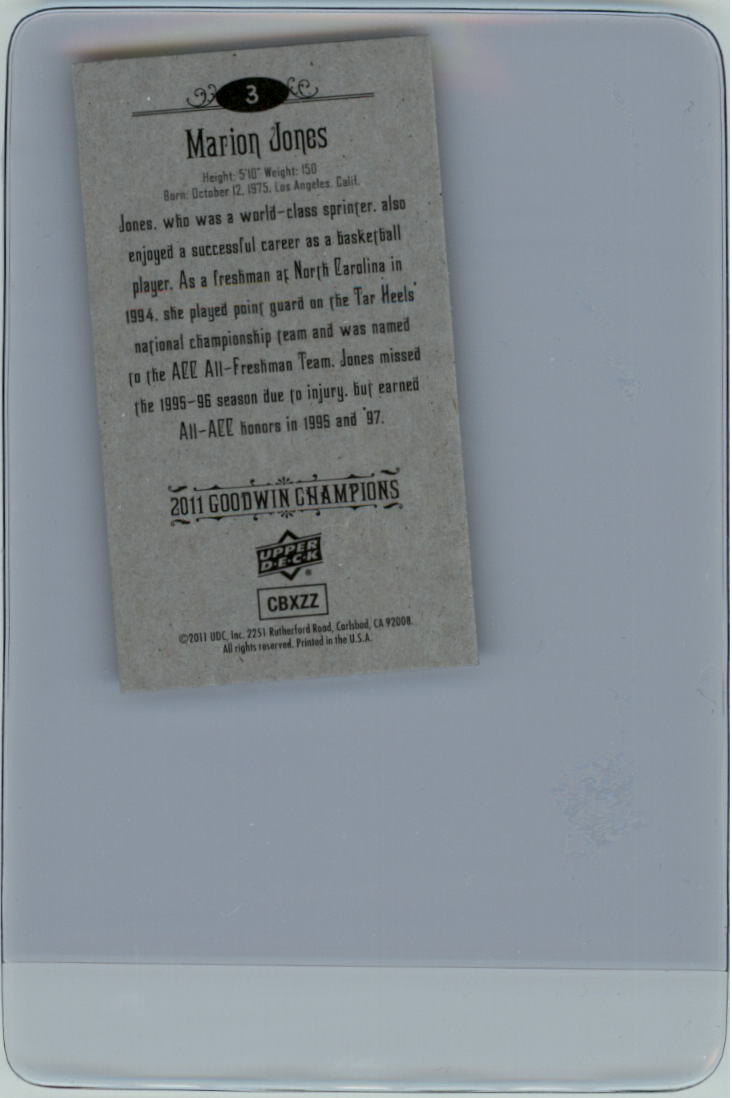 3
Marion Jones
Height: 5'10" Weight: 150
Born: October 12, 1975, Los Angeles, Calif.
Jones, who was a world-class sprinter, also
enjoyed a successful career as a basketball
player. As a freshman at North Carolina in
1994, she played point guard on the Tar Heels'
national championship team and was named
to the ACC All-Freshman Team. Jones missed
the 1995-96 season due to injury, but earned
All-ACC honors in 1995 and '97.
2011 GOODWIN CHAMPIONS
UPPER
D·E·C·K
®
CBXZZ
©2011 UDC, Inc. 2251 Rutherford Road, Carlsbad, CA 92008.
All rights reserved. Printed in the U.S.A.